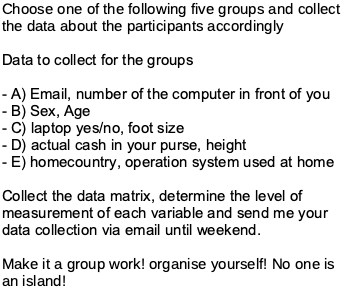 Choose one of the following five groups and collect
the data about the participants accordingly
Data to collect for the groups
- A) Email, number of the computer in front of you
- B) Sex, Age
- C) laptop yes/no, foot size
- D) actual cash in your purse, height
- E) homecountry, operation system used at home
Collect the data matrix, determine the level of
measurement of each variable and send me your
data collection via email until weekend.
Make it a group work! organise yourself! No one is
an island!